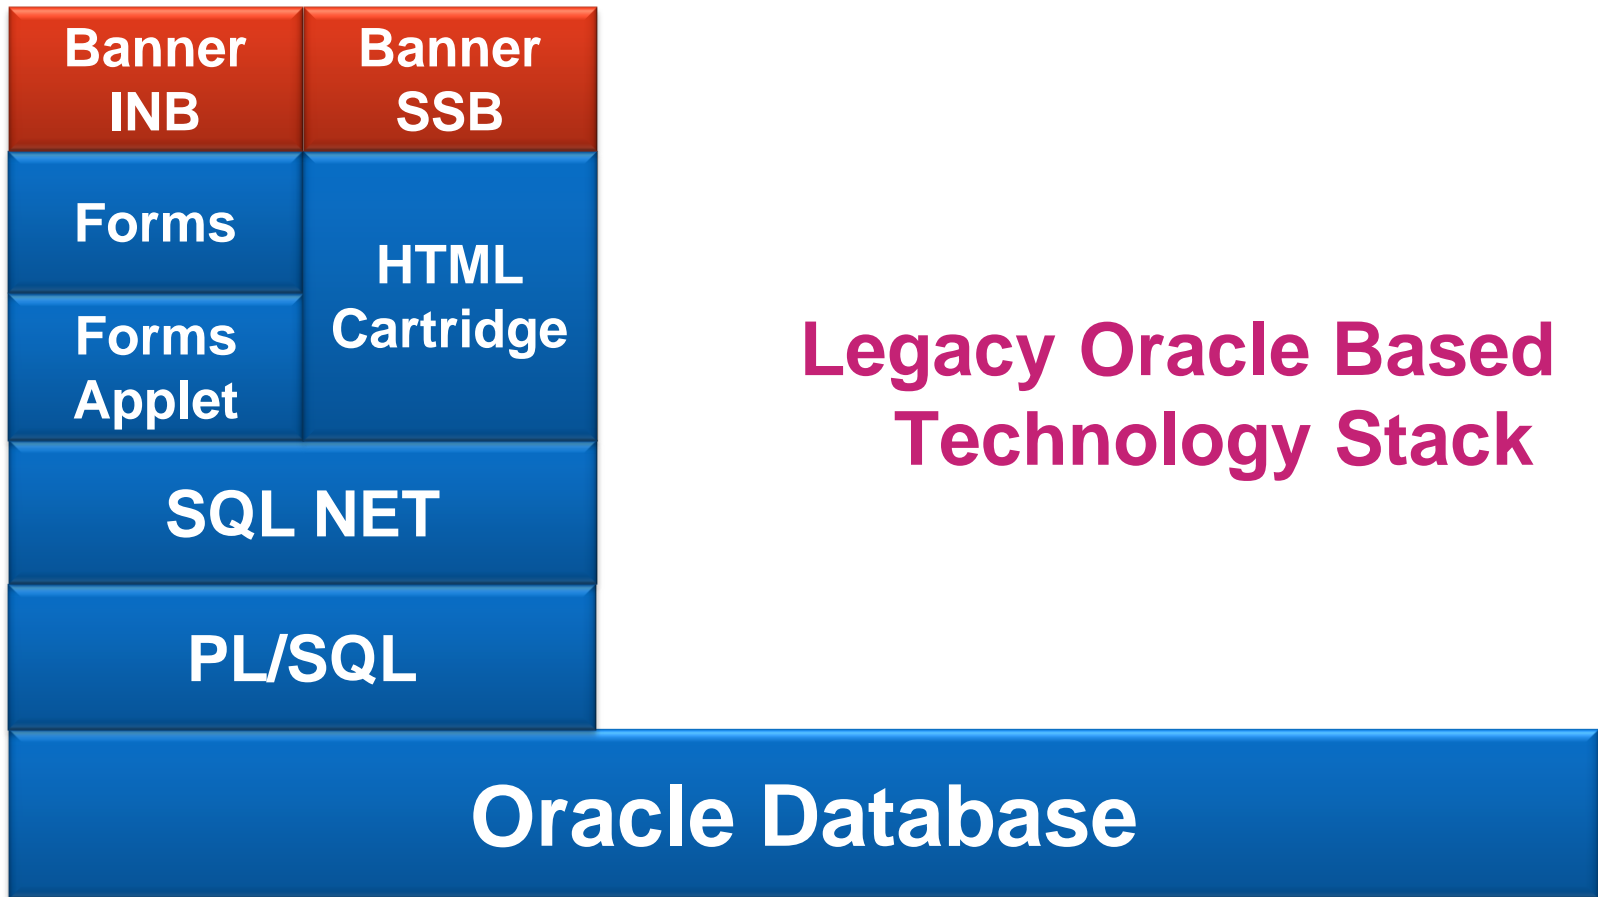 Banner
INB
Banner
SSB
Forms
HTML
Cartridge
Forms
Applet
Legacy Oracle Based
Technology Stack
SQL NET
PL/SQL
Oracle Database